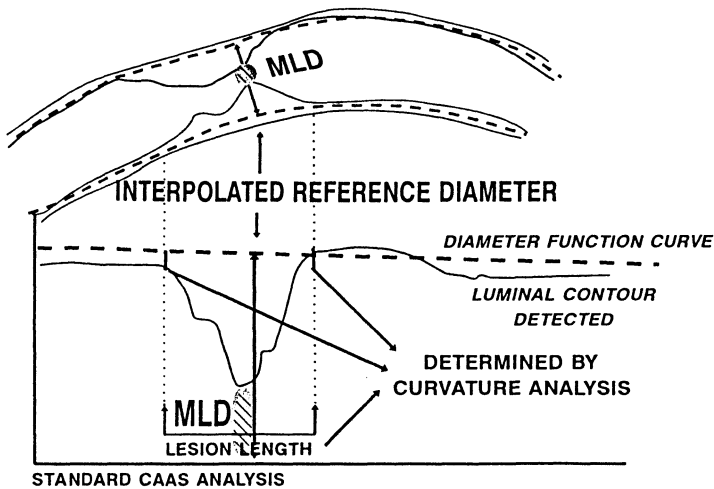 MLD
INTERPOLATED REFERENCE DIAMETER
DIAMETER FUNCTION CURVE
LUMINAL CONTOUR
DETECTED
DETERMINED BY
CURVATURE ANALYSIS
MLD
LESION LENGTH
STANDARD CAAS ANALYSIS